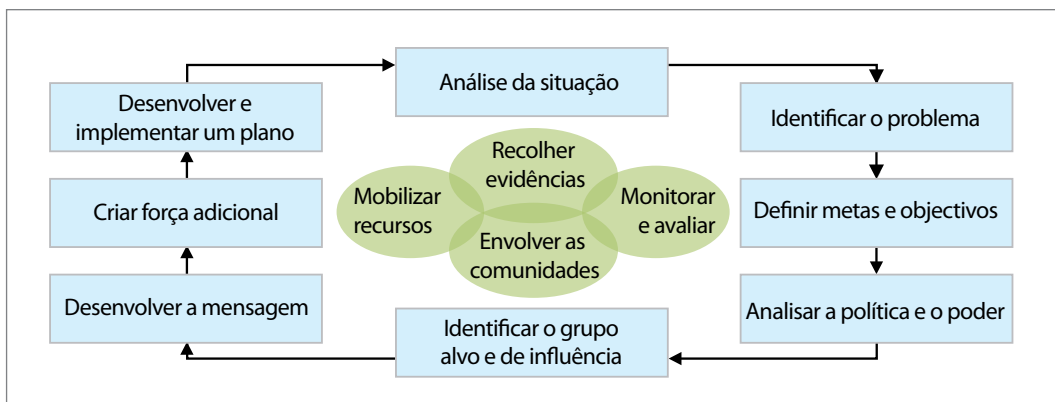 Análise da situação
Identificar o problema
Definir metas e objectivos
Analisar a política e o poder
Identificar o grupo
alvo e de influência
Desenvolver a mensagem
Criar força adicional
Desenvolver e
implementar um plano
Recolher
evidências
Mobilizar
recursos
Monitorar
e avaliar
Envolver as
comunidades